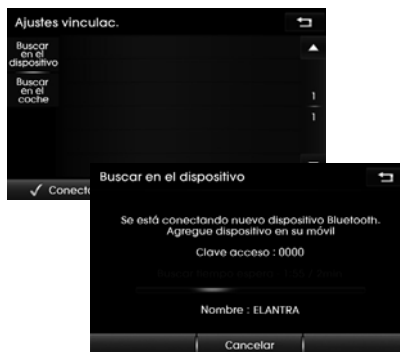 Ajustes vinculac.
Buscar
en el
dispositivo
Buscar
en el
coche
1
1
Buscar en el dispositivo
Se está conectando nuevo dispositivo Bluetooth.
Agregue dispositivo en su móvil
Clave acceso : 0000
Nombre : ELANTRA
Cancelar